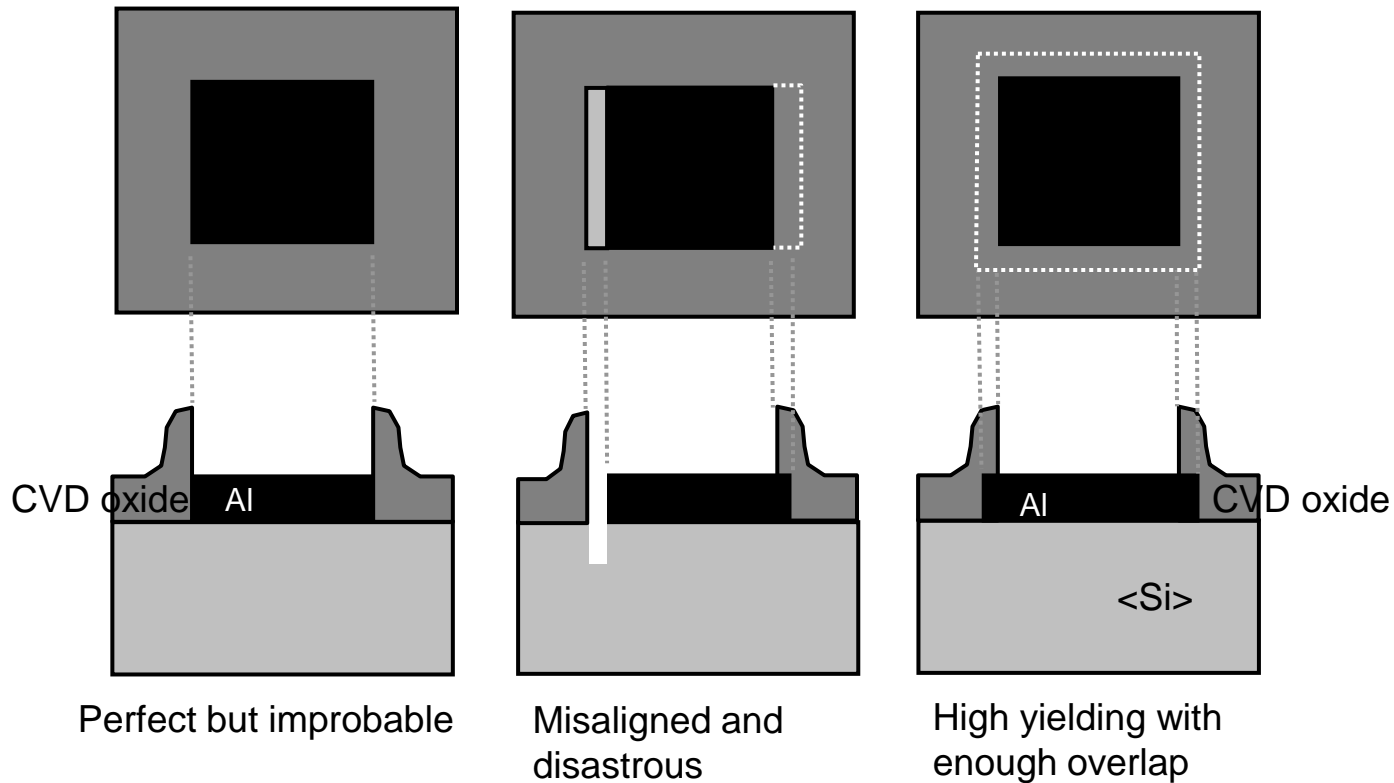 CVD oxide
Al
Al
CVD oxide
<Si>
Perfect but improbable
Misaligned and
disastrous
High yielding with
enough overlap